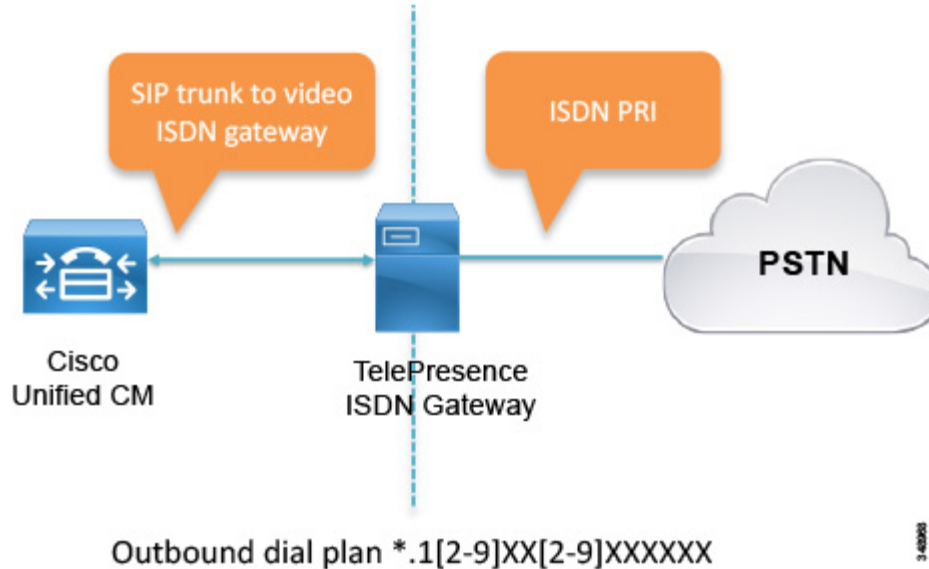 SIP trunk to video
ISDN gateway
ISDN PRI
PSTN
Cisco
Unified CM
TelePresence
ISDN Gateway
Outbound dial plan *.1[2-9]XX[2-9]XXXXXX